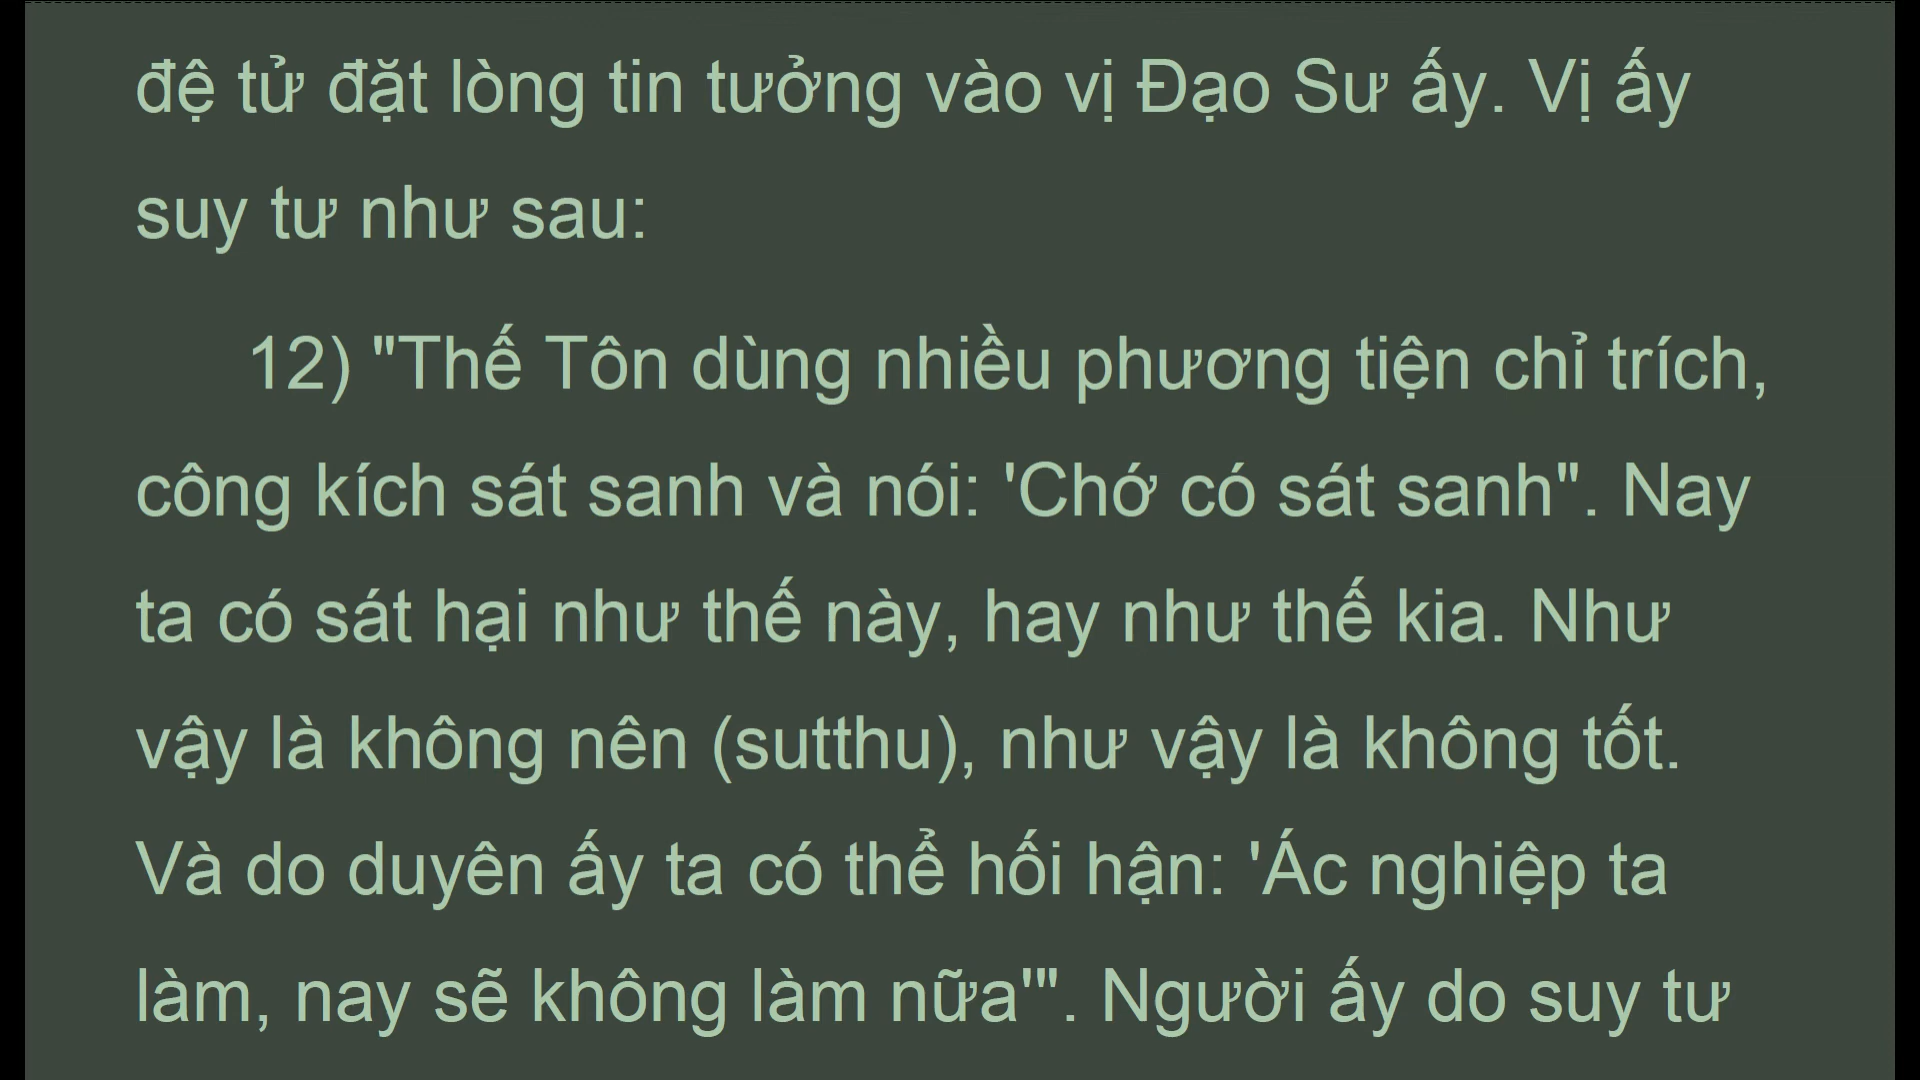 đệ tử đặt lòng tin tưởng vào vị Đạo Sư ấy. Vị ấy
suy tư như sau:
12) "Thế Tôn dùng nhiều phương tiện chỉ trích,
công kích sát sanh và nói: 'Chớ có sát sanh". Nay
ta có sát hại như thế này, hay như thế kia. Như
vậy là không nên (sutthu), như vậy là không tốt.
Và do duyên ấy ta có thể hối hận: 'Ác nghiệp ta
làm, nay sẽ không làm nữa'". Người ấy do suy tư